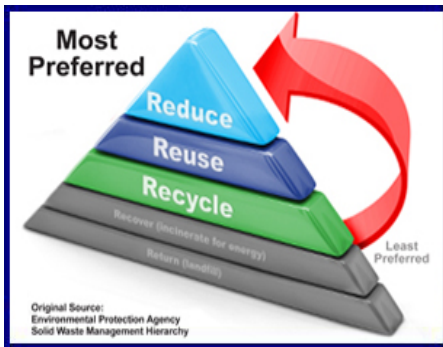 Most
Preferred
Reduce
Reuse
Recycle
Recover (incinerate for energy)
Return (landfill)
Least
Preferred
Original Source:
Environmental Protection Agency
Solid Waste Management Hierarchy